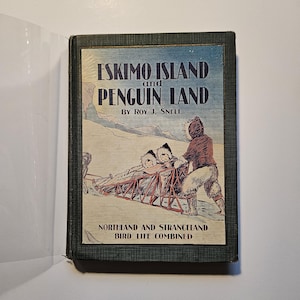 ESKIMO ISLAND
and
PENGUIN LAND
BY ROY J. SNELL
NORTHLAND AND STRANGELAND
BIRD LIFE COMBINED